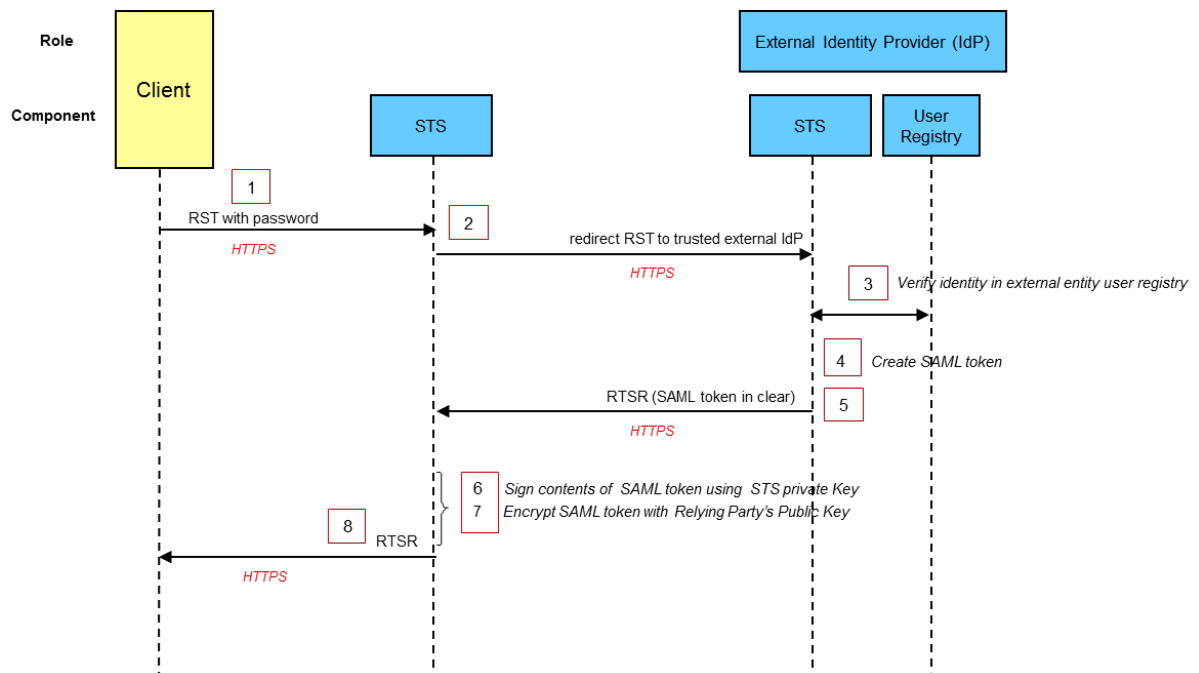 Role
External Identity Provider (IdP)
Client
Component
STS
STS
User
Registry
1
RST with password
HTTPS
2
redirect RST to trusted external IdP
HTTPS
3
Verify identity in external entity user registry
4
Create SAML token
RTSR (SAML token in clear)
5
HTTPS
6 Sign contents of SAML token using STS private Key
7 Encrypt SAML token with Relying Party's Public Key
8
RTSR
HTTPS